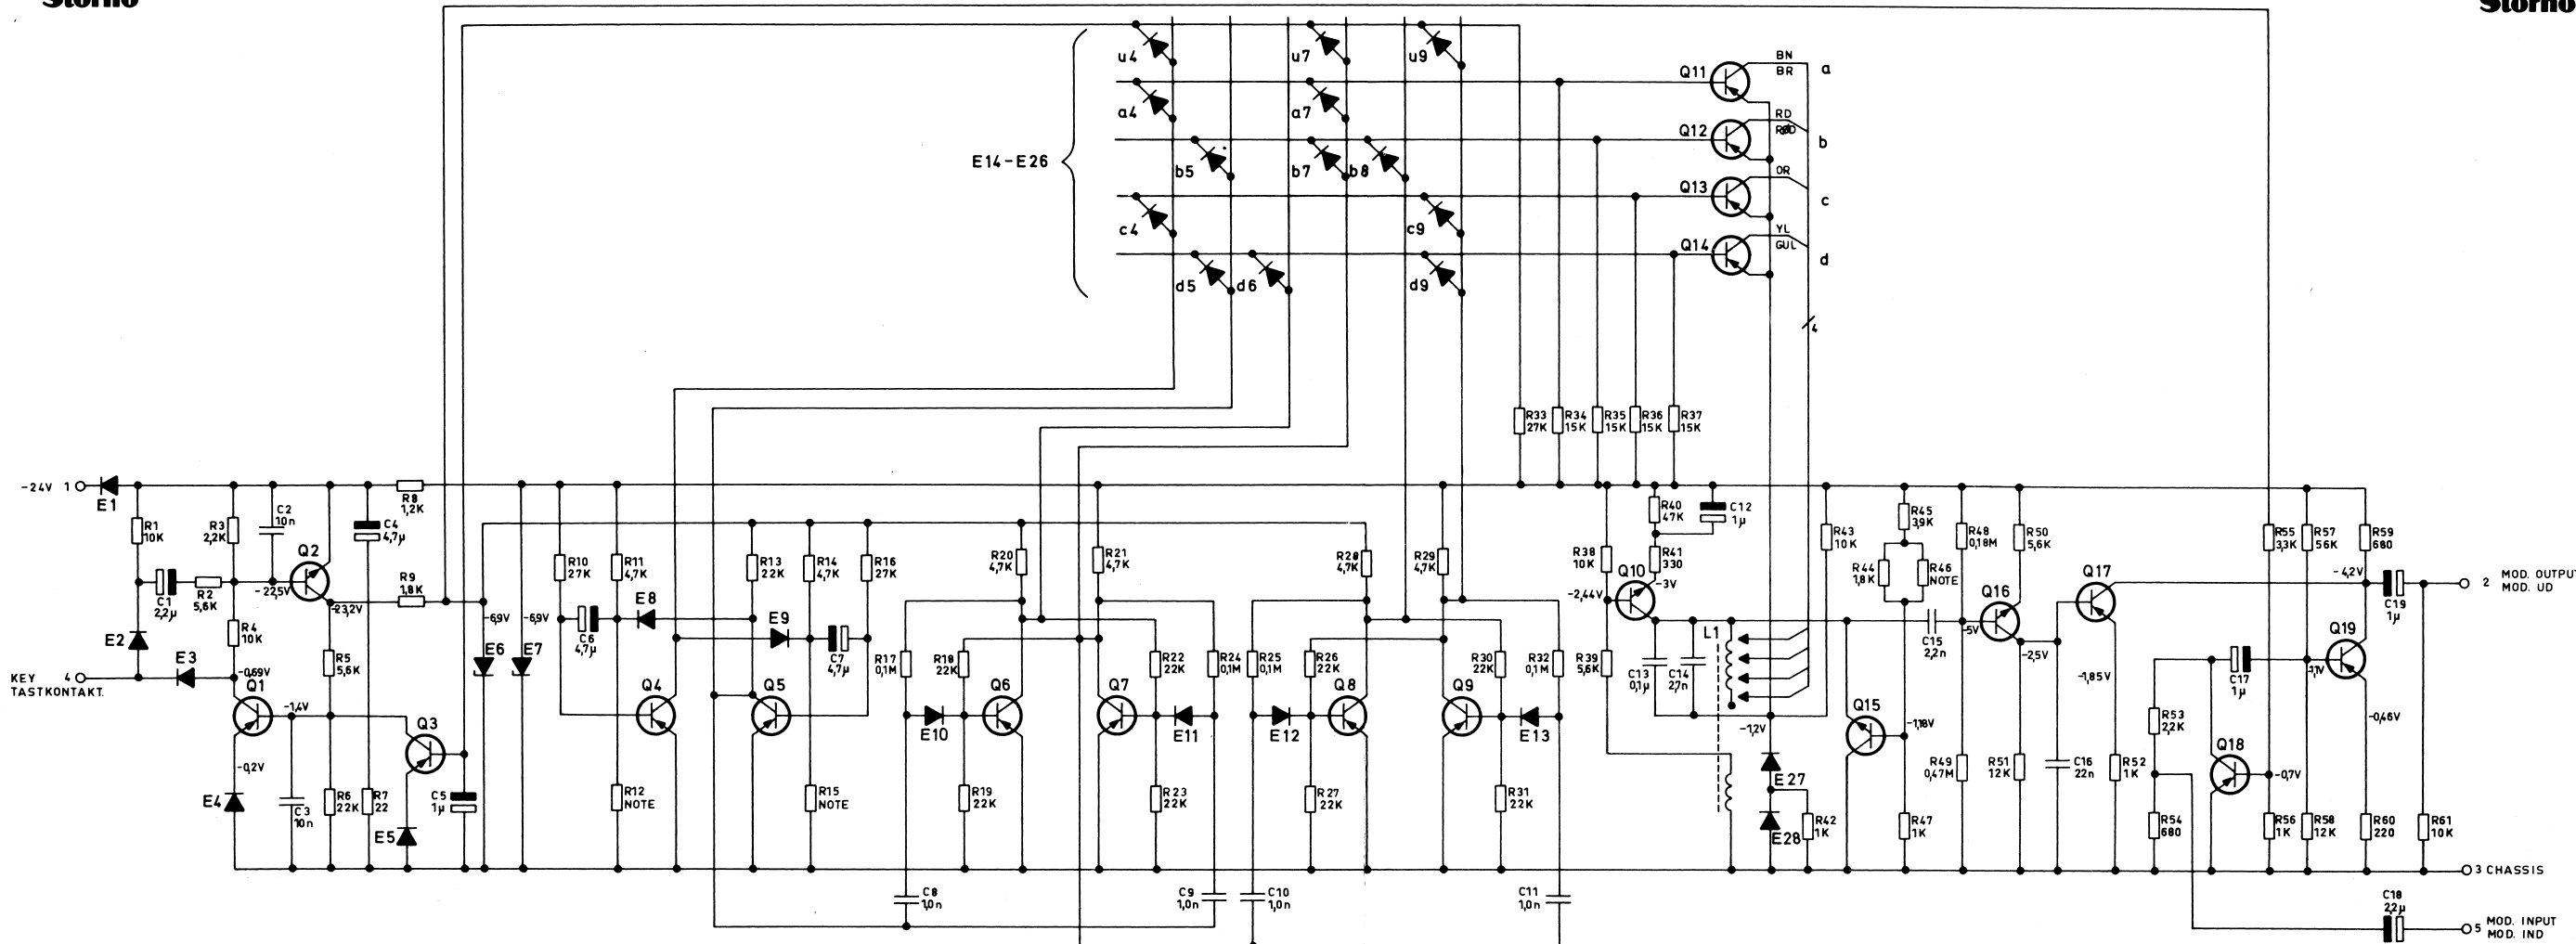 Storno
Storno
u4
u7
u9
a4
a7
b5
b7
b8
c4
c9
d5
d6
d9
E14-E26
Q11
BN
BR
a
Q12
RD
RØD
b
Q13
OR
c
Q14
YL
GUL
d
4
R33
27K
R34
15K
R35
15K
R36
15K
R37
15K
-24V 1
E1
R1
10K
R3
2,2K
C2
10n
Q2
C4
4,7µ
R8
1,2K
C1
2,2µ
R2
5,6K
-22,5V
-23,2V
R9
1,8K
E2
R4
10K
R5
5,6K
KEY 4
TASTKONTAKT.
E3
-0,69V
Q1
-1,4V
-0,2V
E4
C3
10n
R6
22K
R7
22
Q3
E5
C5
1µ
-6,9V
E6
-6,9V
E7
R10
27K
R11
4,7K
C6
4,7µ
E8
R13
22K
R14
4,7K
R16
27K
E9
C7
4,7µ
Q4
Q5
R12
NOTE
R15
NOTE
R20
4,7K
R21
4,7K
R17
0,1M
R18
22K
R22
22K
R24
0,1M
Q6
Q7
E10
E11
R19
22K
R23
22K
C8
1,0n
C9
1,0n
R28
4,7K
R29
4,7K
R25
0,1M
R26
22K
R30
22K
R32
0,1M
Q8
Q9
E12
E13
R27
22K
R31
22K
C10
1,0n
C11
1,0n
R38
10K
R40
47K
C12
1µ
R41
330
Q10
-3V
-2,44V
R39
5,6K
C13
0,1µ
C14
27n
L1
-1,2V
E27
E28
R42
1K
R43
10K
R45
3,9K
R44
1,8K
R46
NOTE
Q15
-1,18V
R47
1K
C15
2,2n
R48
0,18M
R50
5,6K
-5V
Q16
-2,5V
R49
0,47M
R51
12K
C16
22n
Q17
-1,85V
R52
1K
R53
22K
R54
680
C17
1µ
Q18
-0,7V
R55
3,3K
R56
1K
R57
56K
R58
12K
R59
680
-4,2V
Q19
-1,1V
-0,46V
R60
220
C19
1µ
R61
10K
2 MOD. OUTPUT
MOD. UD
3 CHASSIS
C18
2,2µ
5 MOD. INPUT
MOD. IND